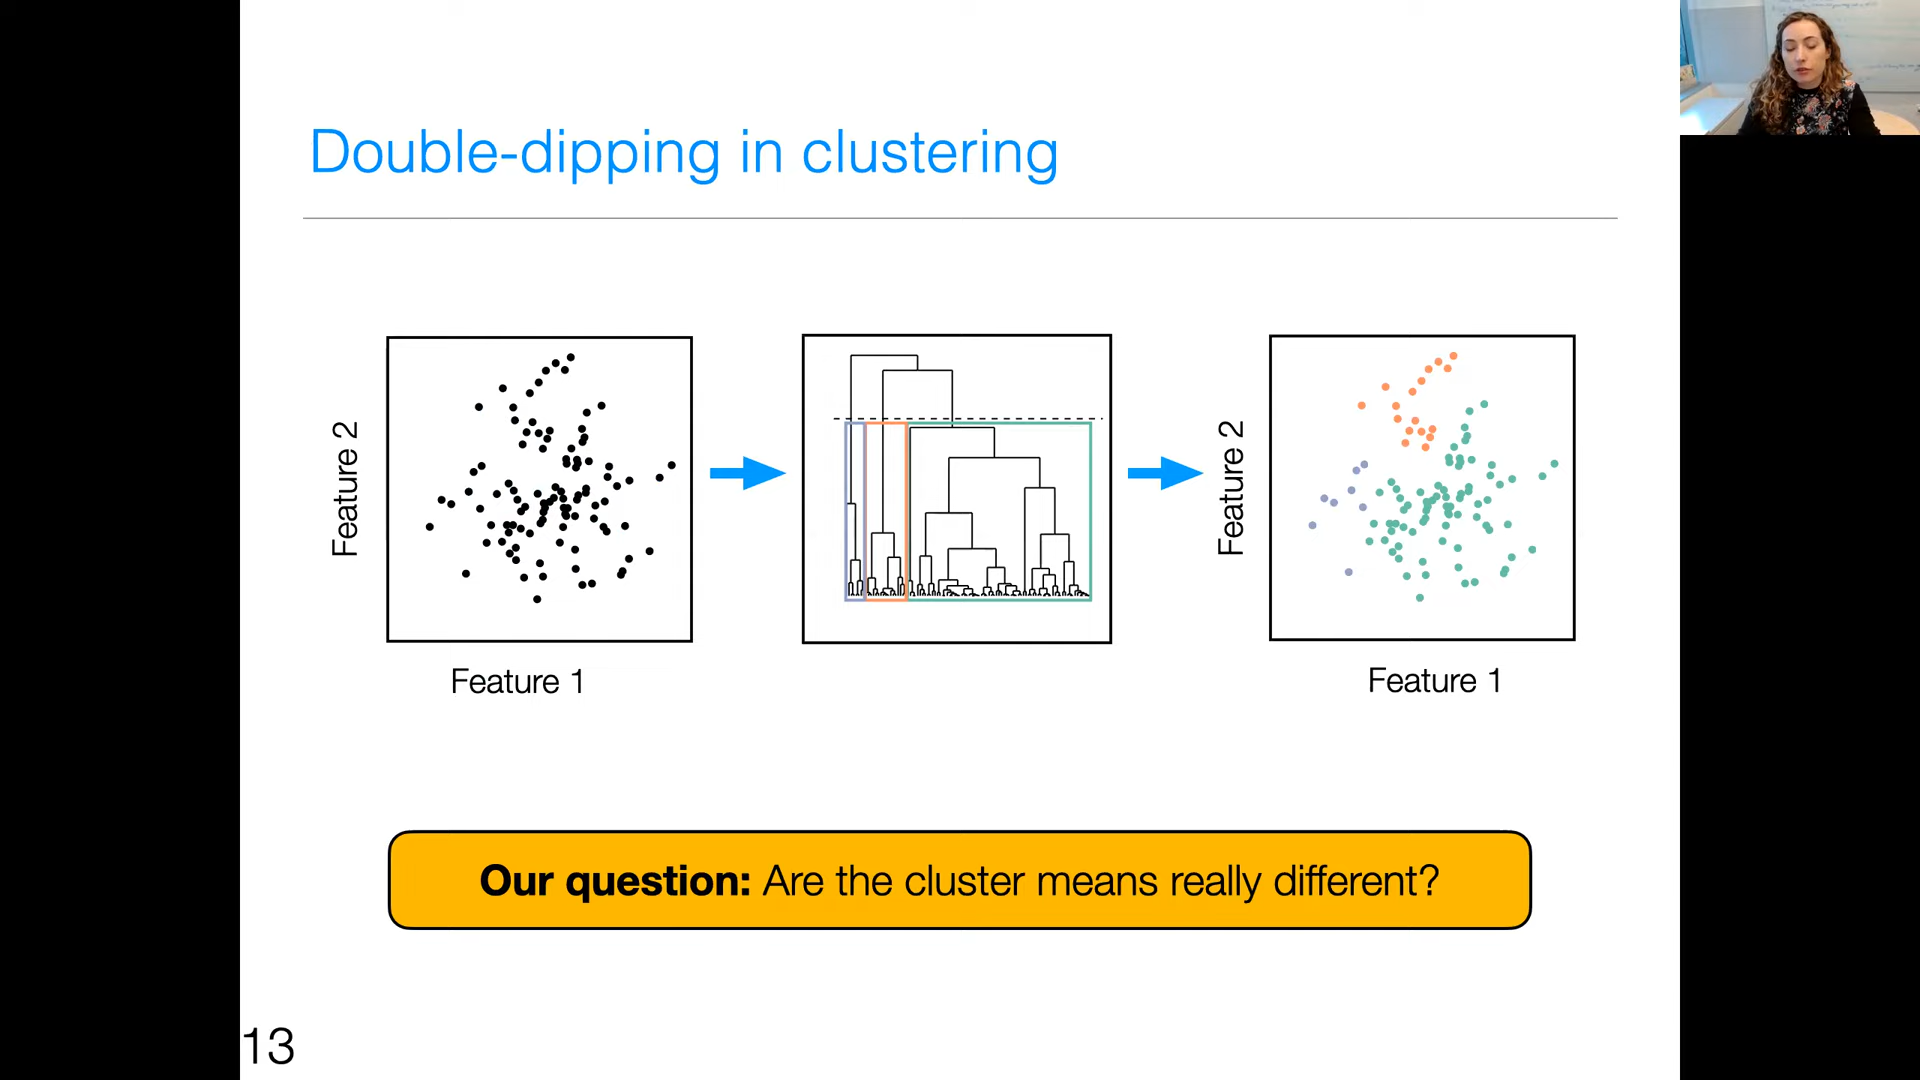 Double-dipping in clustering
Feature 2
Feature 1
Feature 2
Feature 1
Our question: Are the cluster means really different?
13